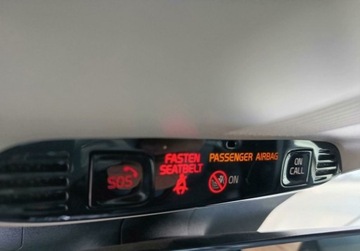 SOS
FASTEN
SEATBELT
PASSENGER AIRBAG
ON
ON
CALL